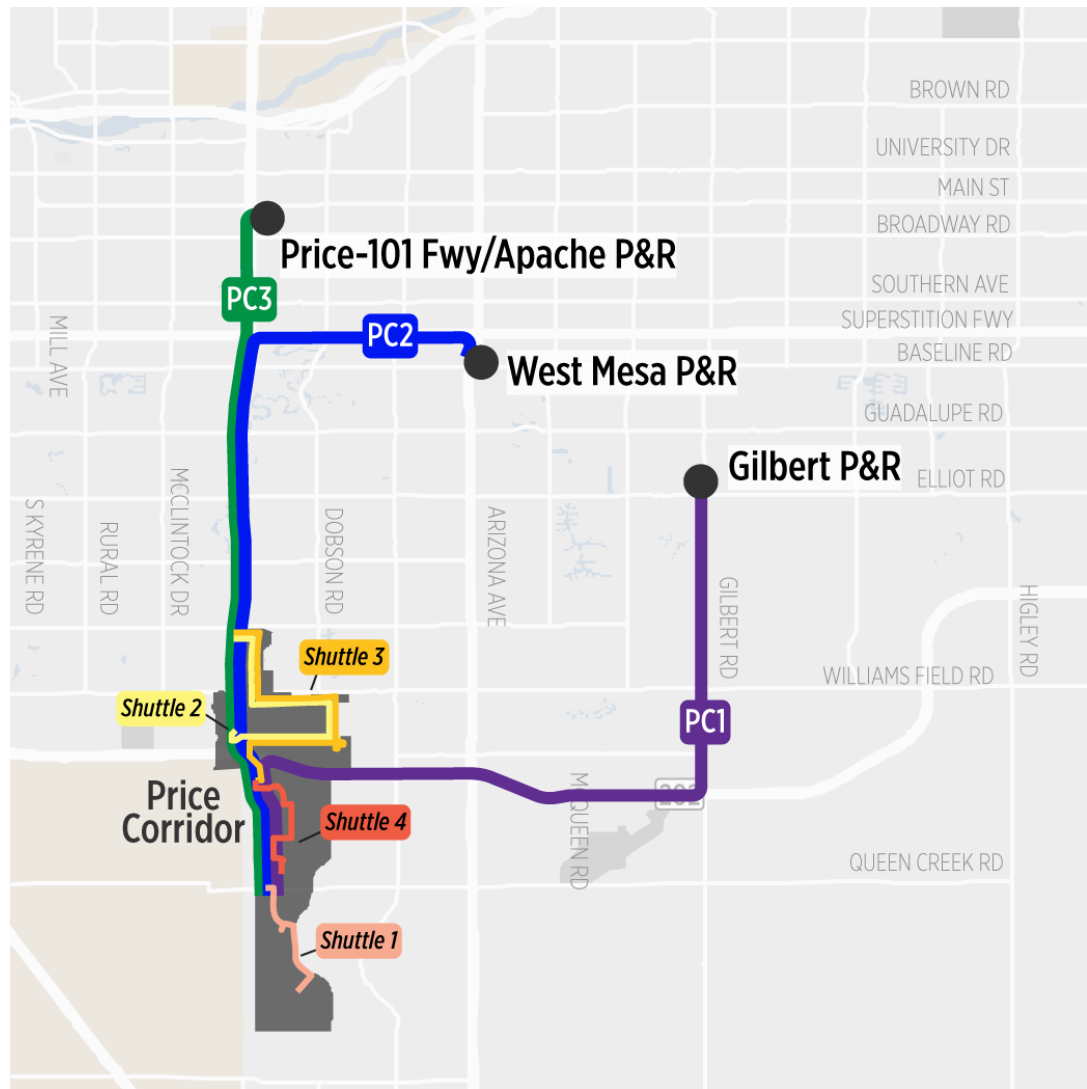 BROWN RD
UNIVERSITY DR
MAIN ST
BROADWAY RD
Price-101 Fwy/Apache P&R
SOUTHERN AVE
PC3
SUPERSTITION FWY
PC2
BASELINE RD
MILL AVE
West Mesa P&R
GUADALUPE RD
Gilbert P&R
ELLIOT RD
S KYRENE RD
RURAL RD
MCCLINTOCK DR
DOBSON RD
ARIZONA AVE
GILBERT RD
HIGLEY RD
Shuttle 3
WILLIAMS FIELD RD
Shuttle 2
PC1
Price
Corridor
202
MCQUEEN RD
Shuttle 4
QUEEN CREEK RD
Shuttle 1